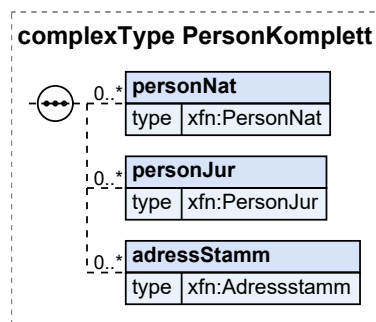 complexType PersonKomplett
0..* personNat
type xfn:PersonNat
0..* personJur
type xfn:PersonJur
0..* adressStamm
type xfn:Adressstamm